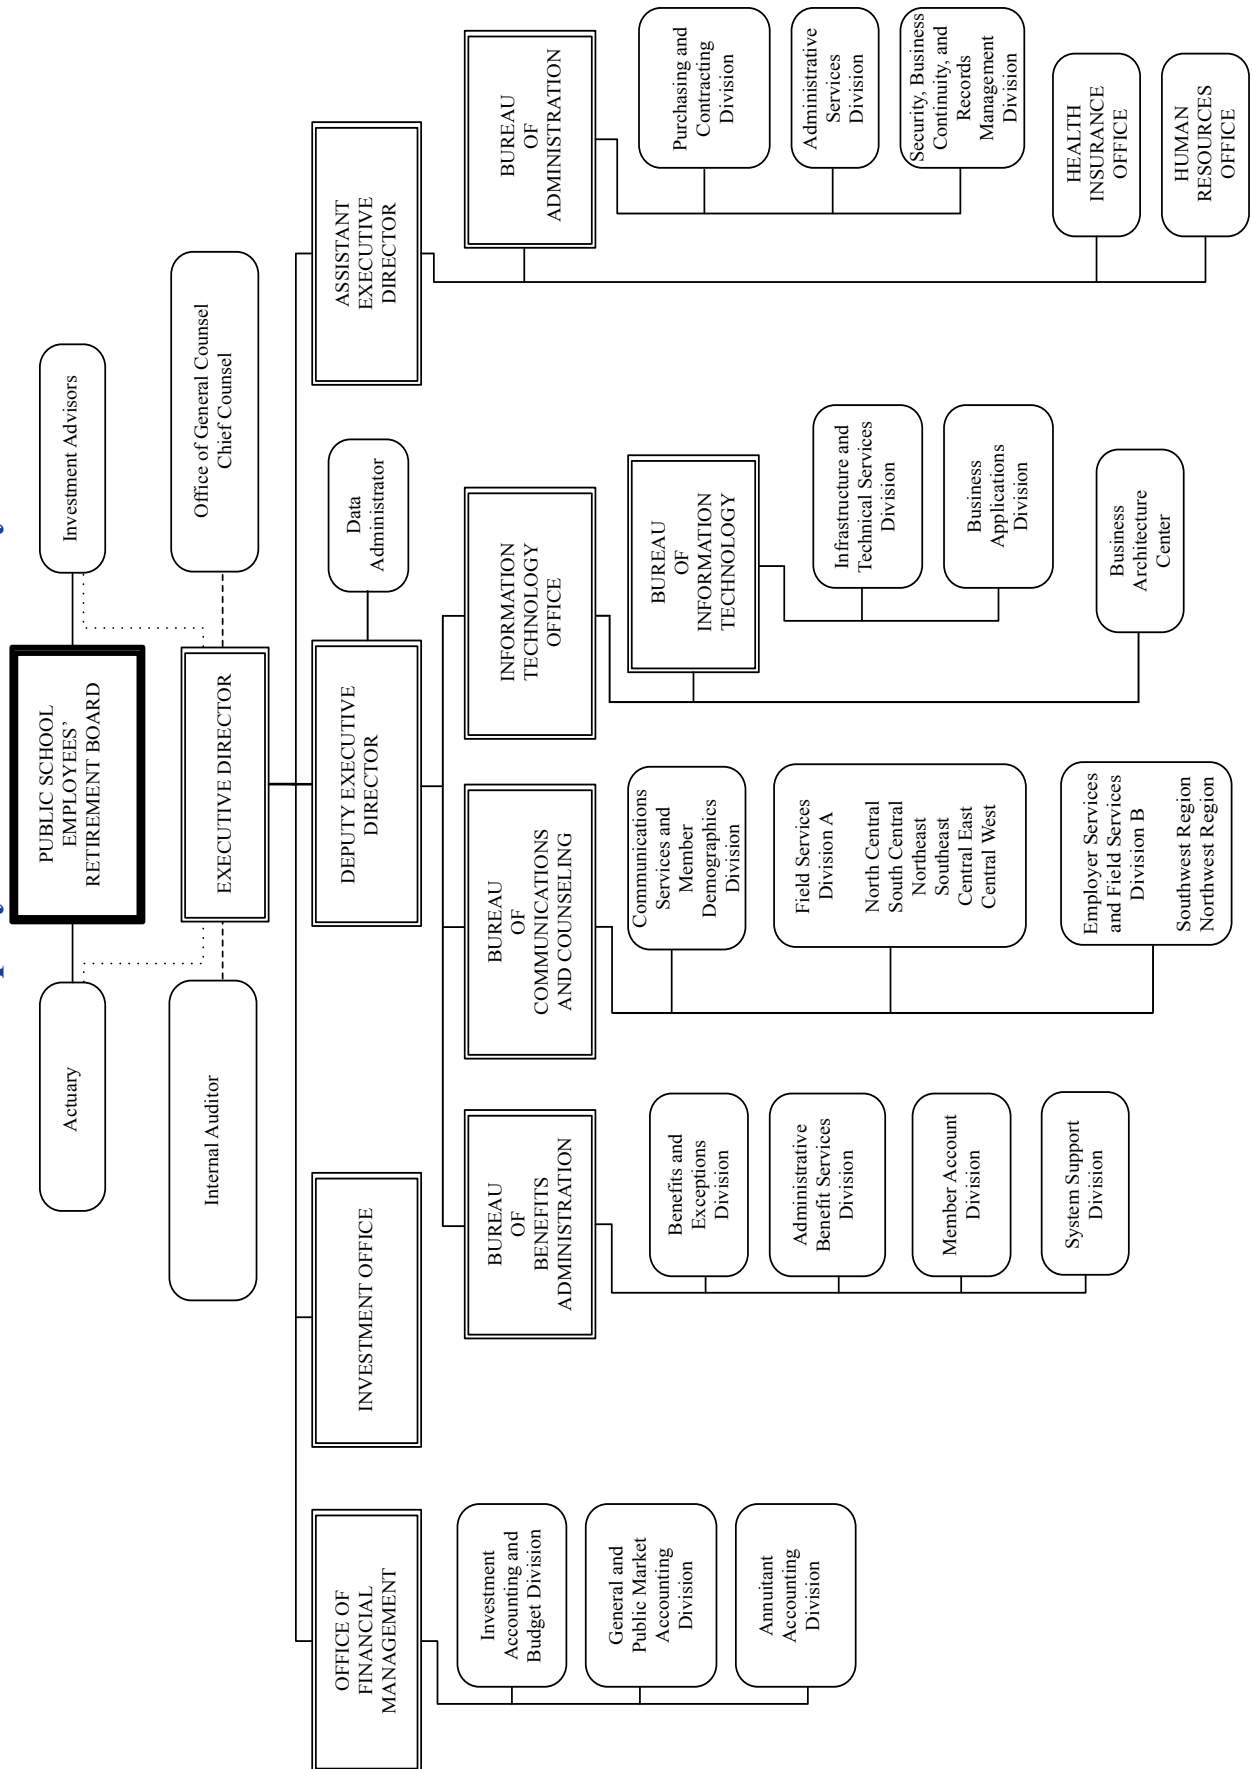 PUBLIC SCHOOL
EMPLOYEES’
RETIREMENT BOARD
Actuary
Investment Advisors
EXECUTIVE DIRECTOR
Internal Auditor
Office of General Counsel
Chief Counsel
OFFICE OF
FINANCIAL
MANAGEMENT
INVESTMENT OFFICE
DEPUTY EXECUTIVE
DIRECTOR
Data
Administrator
ASSISTANT
EXECUTIVE
DIRECTOR
Investment
Accounting and
Budget Division
General and
Public Market
Accounting
Division
Annuitant
Accounting
Division
BUREAU
OF
BENEFITS
ADMINISTRATION
Benefits and
Exceptions
Division
Administrative
Benefit Services
Division
Member Account
Division
System Support
Division
BUREAU
OF
COMMUNICATIONS
AND COUNSELING
Communications
Services and
Member
Demographics
Division
Field Services
Division A
North Central
South Central
Northeast
Southeast
Central East
Central West
Employer Services
and Field Services
Division B
Southwest Region
Northwest Region
INFORMATION
TECHNOLOGY
OFFICE
BUREAU
OF
INFORMATION
TECHNOLOGY
Infrastructure and
Technical Services
Division
Business
Applications
Division
Business
Architecture
Center
BUREAU
OF
ADMINISTRATION
Purchasing and
Contracting
Division
Administrative
Services
Division
Security, Business
Continuity, and
Records
Management
Division
HEALTH
INSURANCE
OFFICE
HUMAN
RESOURCES
OFFICE